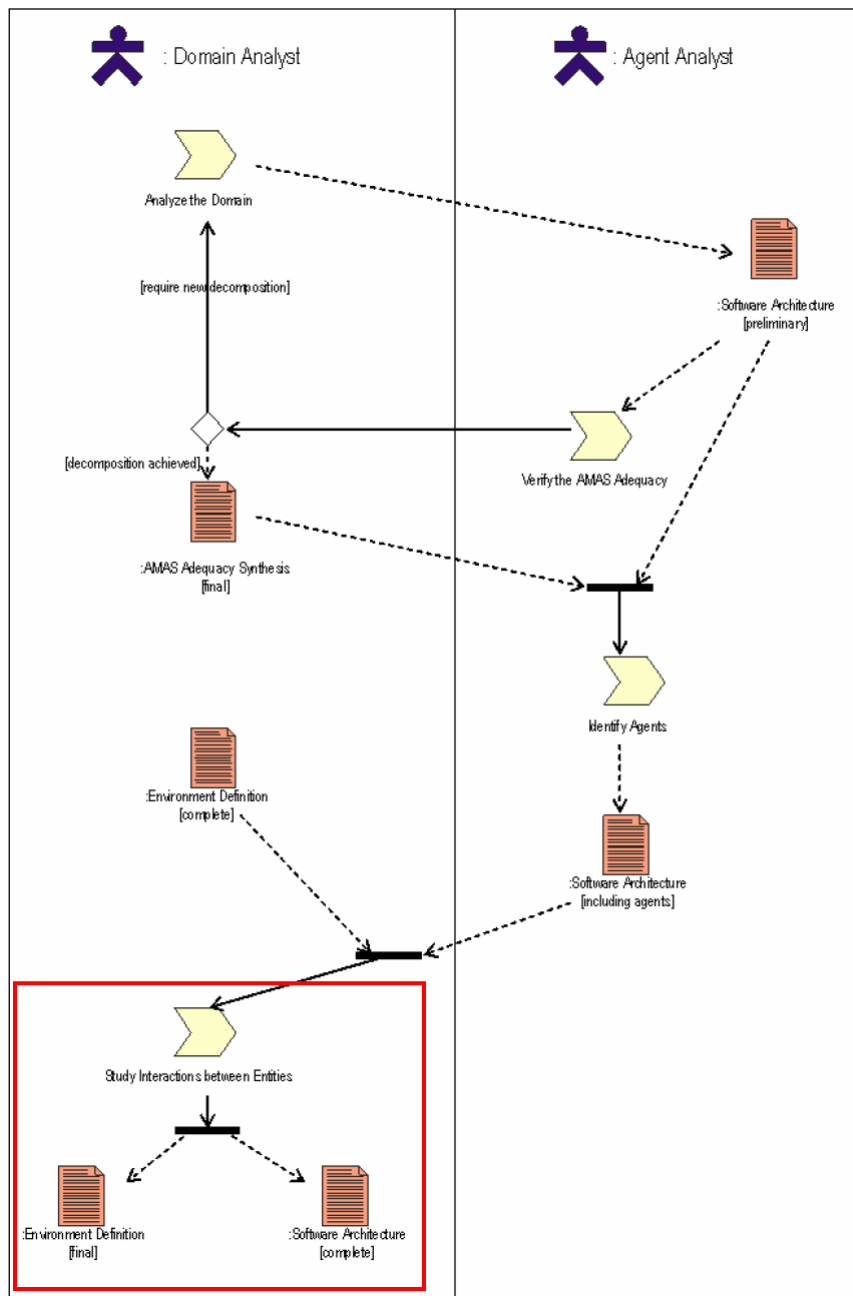 : Domain Analyst
: Agent Analyst
Analyze the Domain
[require new decomposition]
:Software Architecture
[preliminary]
[decomposition achieved]
Verify the AMAS Adequacy
:AMAS Adequacy Synthesis
[final]
Identify Agents
:Environment Definition
[complete]
:Software Architecture
[including agents]
Study Interactions between Entities
:Environment Definition
[final]
:Software Architecture
[complete]